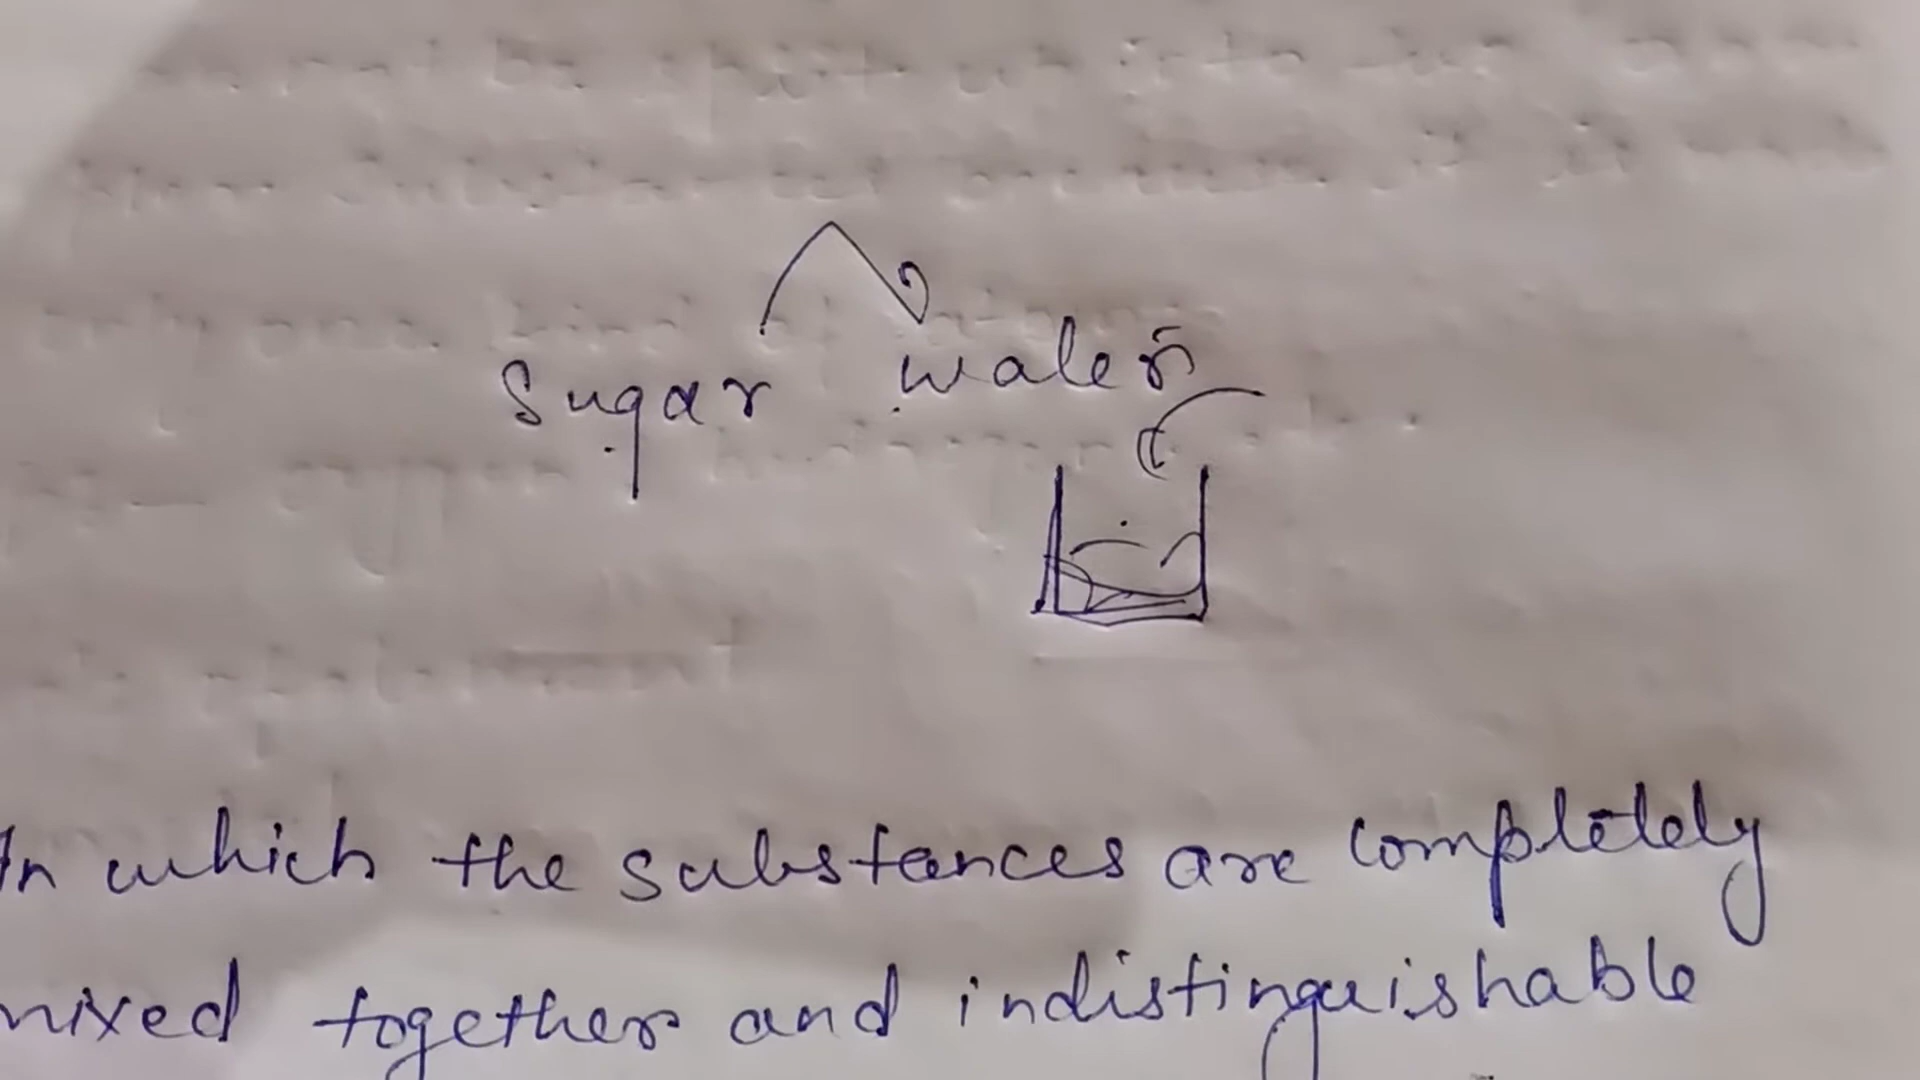 Sugar water
In which the substances are completely
mixed together and indistinguishable